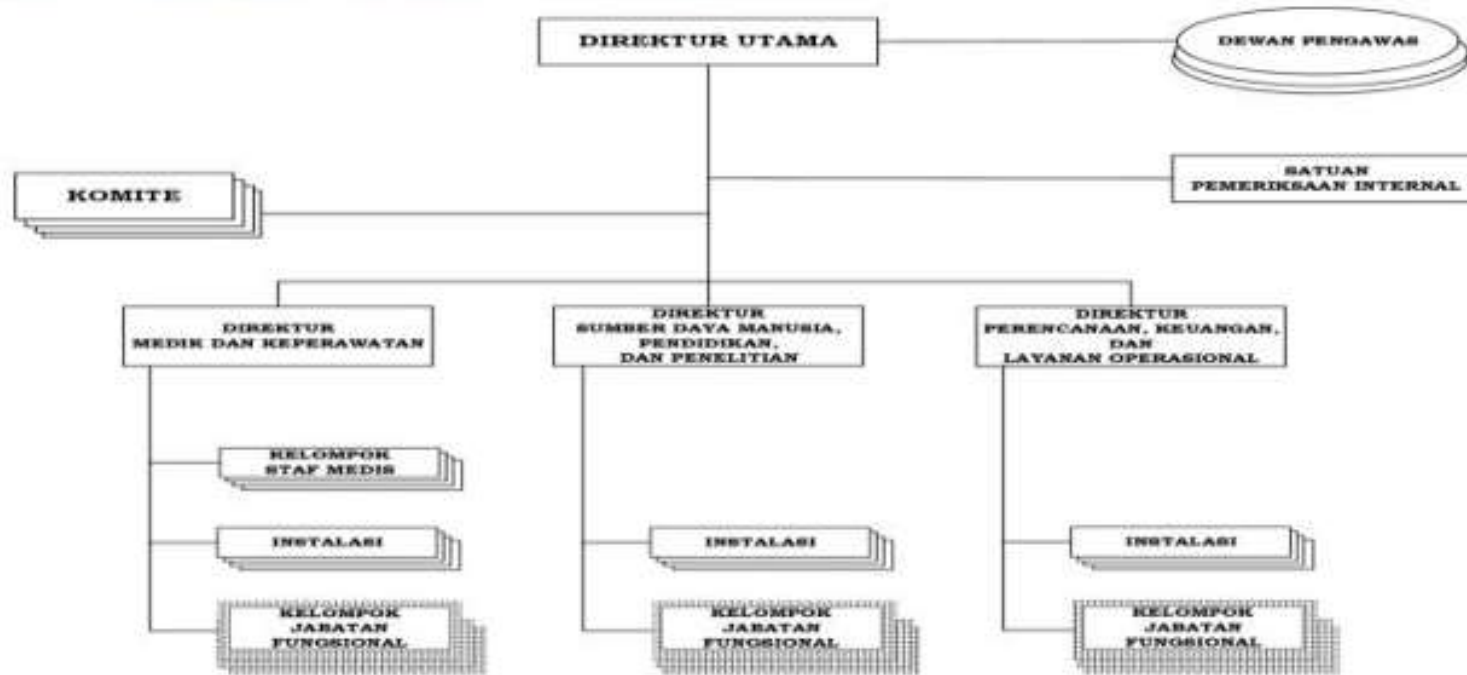 DIREKTUR UTAMA
DEWAN PENGAWAS
SATUAN
PEMERIKSAAN INTERNAL
KOMITE
DIREKTUR
MEDIK DAN KEPERAWATAN
DIREKTUR
SUMBER DAYA MANUSIA,
PENDIDIKAN,
DAN PENELITIAN
DIREKTUR
PERENCANAAN, KEUANGAN,
DAN
LAYANAN OPERASIONAL
KELOMPOK
STAF MEDIS
INSTALASI
INSTALASI
INSTALASI
KELOMPOK
JABATAN
FUNGSIONAL
KELOMPOK
JABATAN
FUNGSIONAL
KELOMPOK
JABATAN
FUNGSIONAL